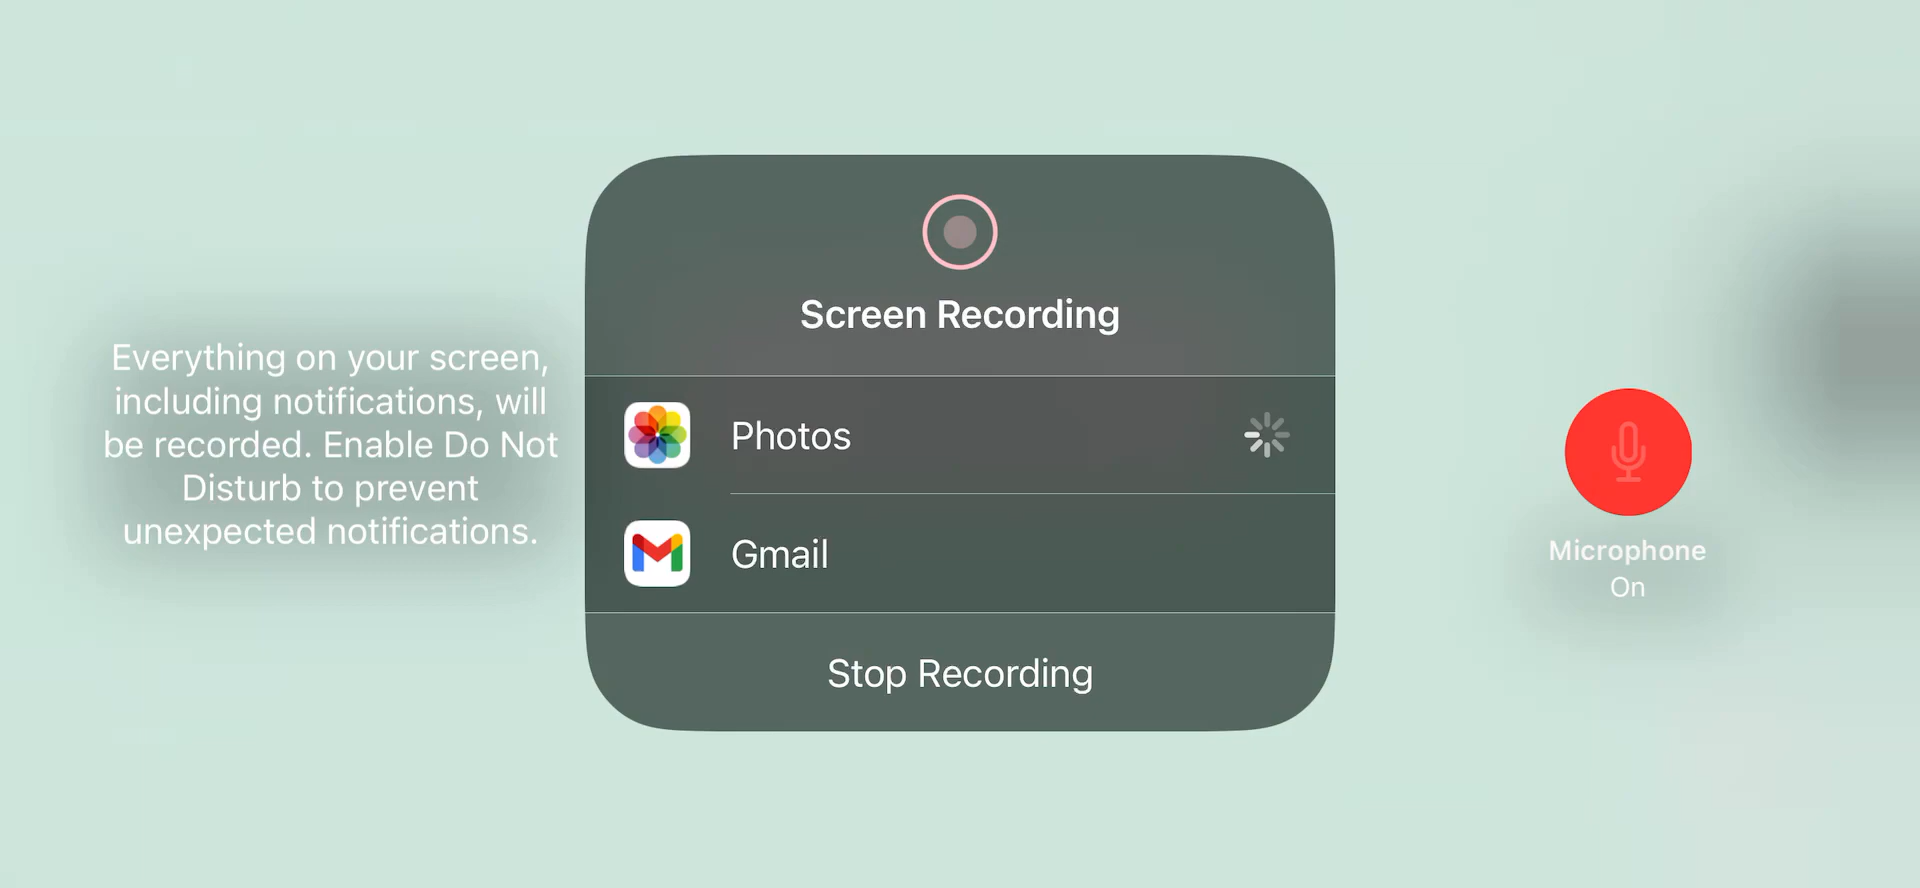 Everything on your screen,
including notifications, will
be recorded. Enable Do Not
Disturb to prevent
unexpected notifications.
Screen Recording
Photos
Gmail
Stop Recording
Microphone
On